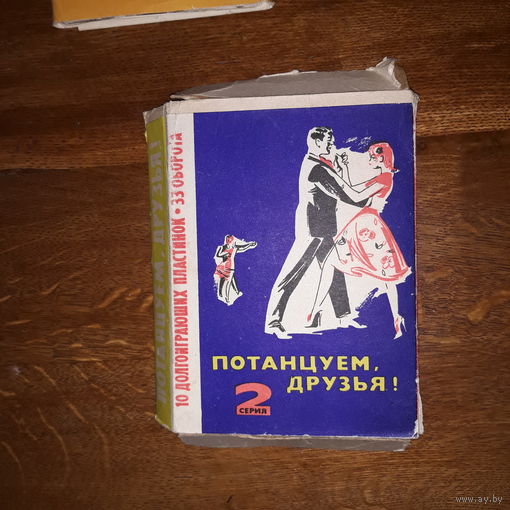 ПОТАНЦУЕМ, ДРУЗЬЯ!
10 ДОЛГОИГРАЮЩИХ ПЛАСТИНОК • 33 ОБОРОТА
ПОТАНЦУЕМ,
ДРУЗЬЯ!
2
СЕРИЯ
www.ay.by